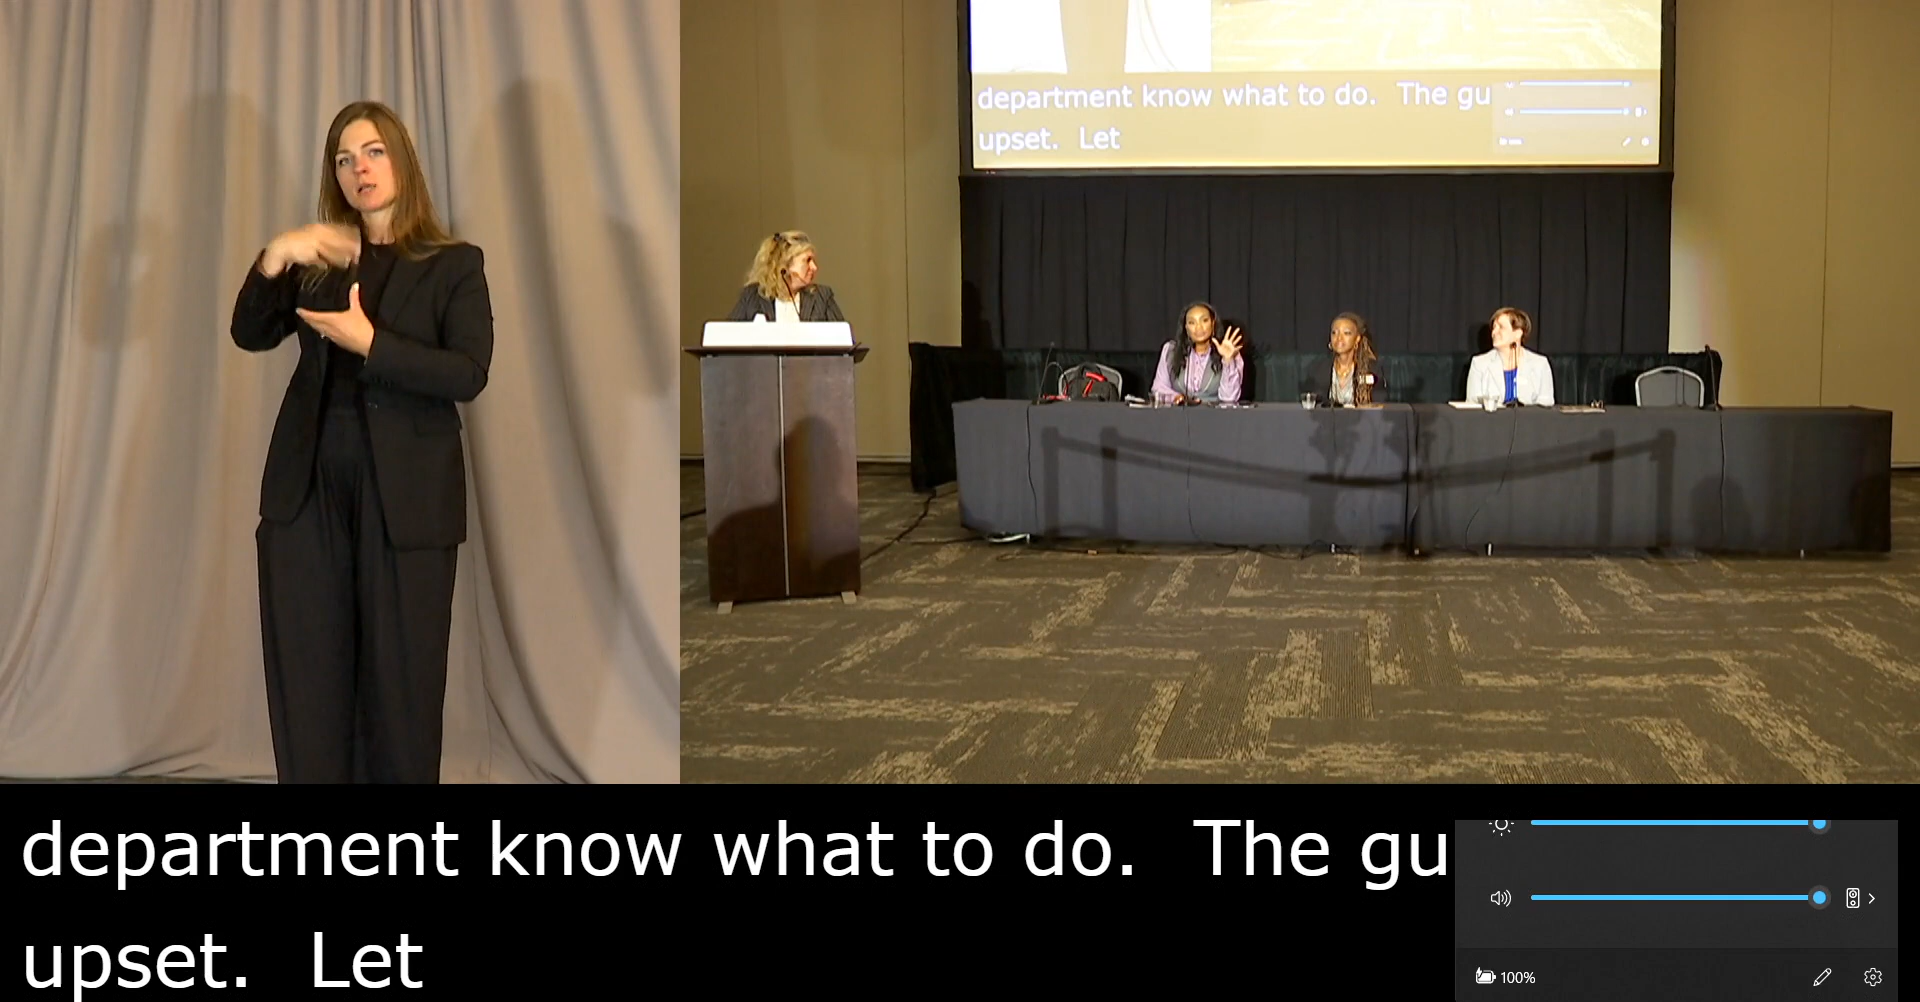 department know what to do.  The gu
upset.  Let
department know what to do.  The gu
upset.  Let
100%